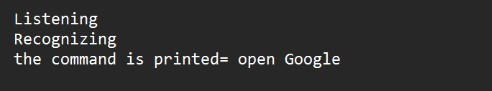 Listening
Recognizing
the command is printed= open Google